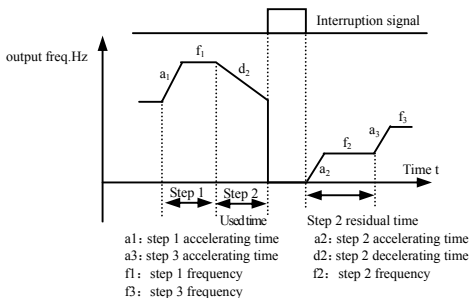 Interruption signal
output freq.Hz
f₁
a₁
d₂
a₃
f₃
f₂
a₂
Time t
Step 1
Step 2
Used time
Step 2 residual time
a1: step 1 accelerating time
a2: step 2 accelerating time
a3: step 3 accelerating time
d2: step 2 decelerating time
f1: step 1 frequency
f2: step 2 frequency
f3: step 3 frequency